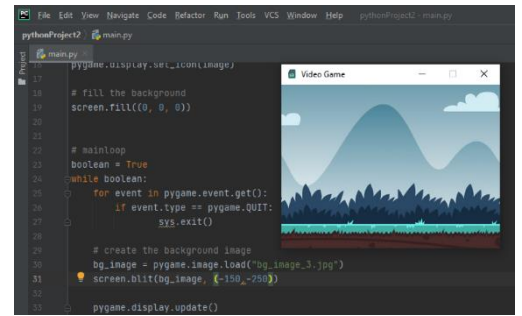 PC File Edit View Navigate Code Refactor Run Tools VCS Window Help pythonProject2 - main.py
pythonProject2 main.py
Project
main.py
16 pygame.display.set_icon(image)
17
18 # fill the background
19 screen.fill((0, 0, 0))
20
21
22 # mainloop
23 boolean = True
24 while boolean:
25 for event in pygame.event.get():
26 if event.type == pygame.QUIT:
27 sys.exit()
28
29 # create the background image
30 bg_image = pygame.image.load("bg_image_3.jpg")
31 screen.blit(bg_image, (-150,-250))
32
33 pygame.display.update()
Video Game